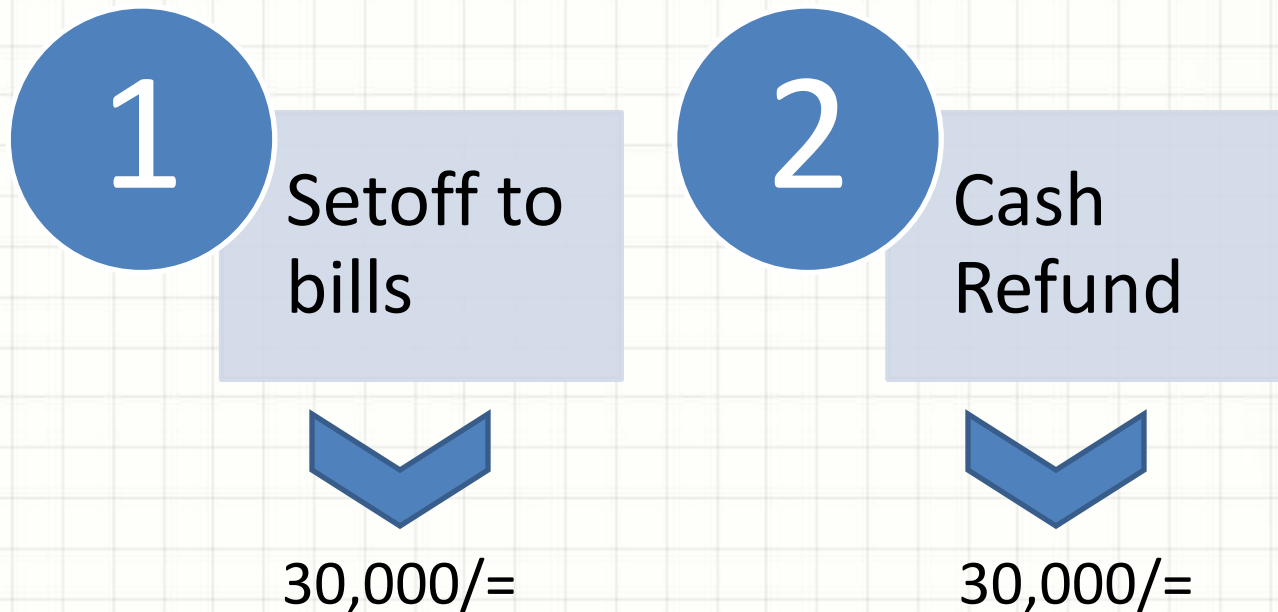 1
Setoff to
bills
30,000/=
2
Cash
Refund
30,000/=